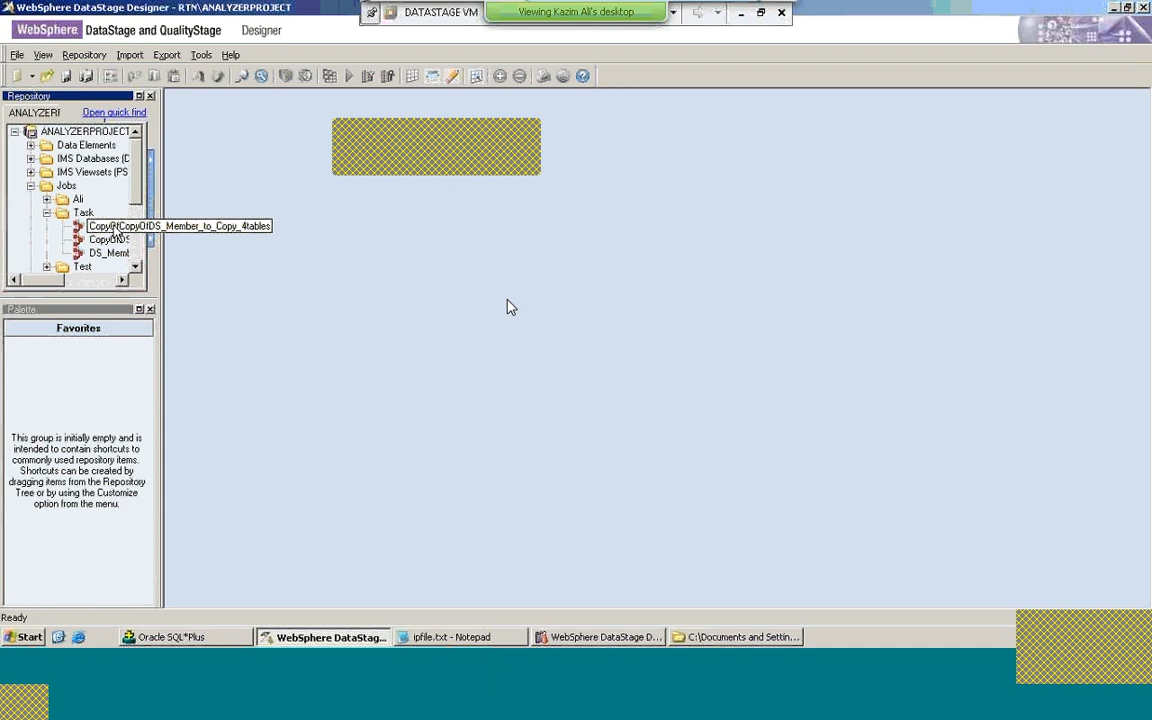 WebSphere DataStage Designer - RTN\ANALYZERPROJECT
DATASTAGE VM
Viewing Kazim Ali's desktop
WebSphere. DataStage and QualityStage Designer
File View Repository Import Export Tools Help
Repository
ANALYZERF Open quick find
ANALYZERPROJECT
Data Elements
IMS Databases (D
IMS Viewsets (PS
Jobs
Ali
Task
CopyOfCopyOfDS_Member_to_Copy_4tables
CopyOfDS
DS_Memb
Test
Palette
Favorites
This group is initially empty and is
intended to contain shortcuts to
commonly used repository items.
Shortcuts can be created by
dragging items from the Repository
Tree or by using the Customize
option from the menu.
Ready
Start
Oracle SQL*Plus
WebSphere DataStag...
ipfile.txt - Notepad
WebSphere DataStage D...
C:\Documents and Settin...